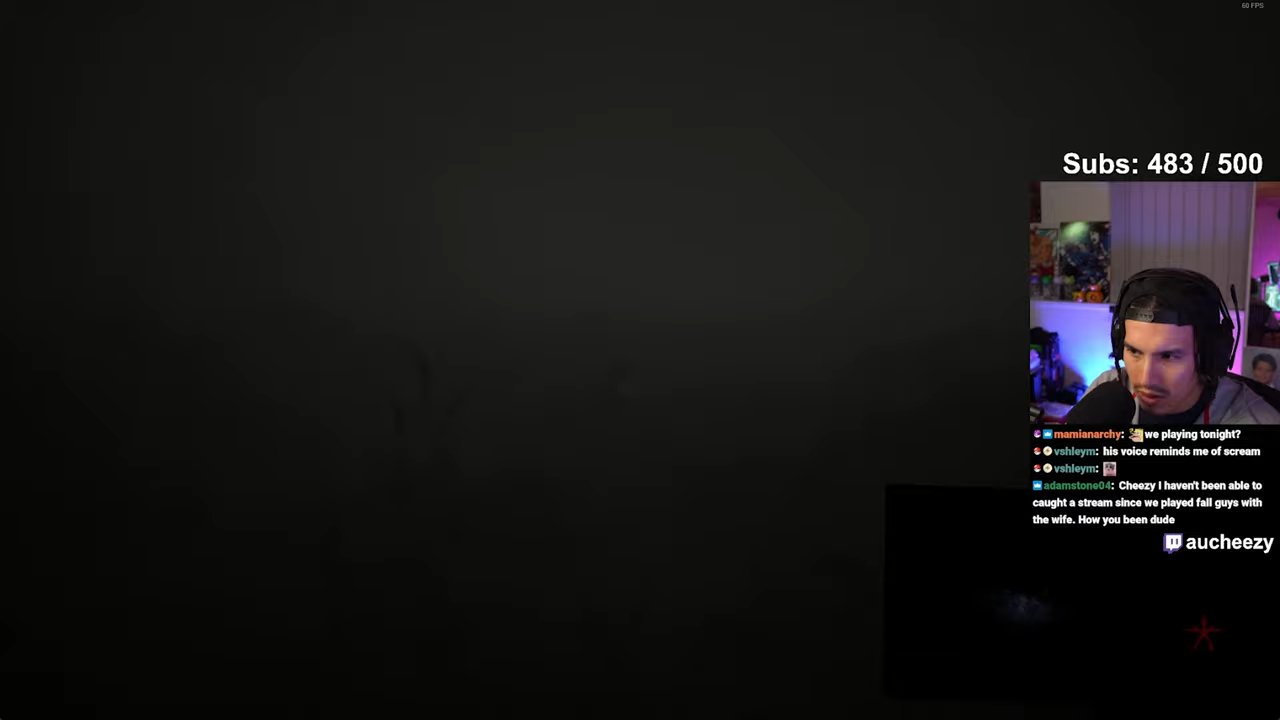 60 FPS
Subs: 483 / 500
mamianarchy: we playing tonight?
vshleym: his voice reminds me of scream
vshleym:
adamstone04: Cheezy I haven't been able to
caught a stream since we played fall guys with
the wife. How you been dude
aucheezy